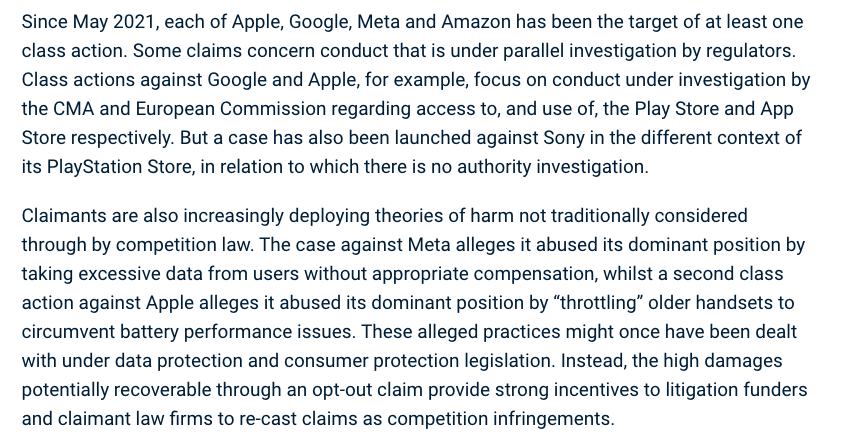 Since May 2021, each of Apple, Google, Meta and Amazon has been the target of at least one
class action. Some claims concern conduct that is under parallel investigation by regulators.
Class actions against Google and Apple, for example, focus on conduct under investigation by
the CMA and European Commission regarding access to, and use of, the Play Store and App
Store respectively. But a case has also been launched against Sony in the different context of
its PlayStation Store, in relation to which there is no authority investigation.
Claimants are also increasingly deploying theories of harm not traditionally considered
through by competition law. The case against Meta alleges it abused its dominant position by
taking excessive data from users without appropriate compensation, whilst a second class
action against Apple alleges it abused its dominant position by “throttling” older handsets to
circumvent battery performance issues. These alleged practices might once have been dealt
with under data protection and consumer protection legislation. Instead, the high damages
potentially recoverable through an opt-out claim provide strong incentives to litigation funders
and claimant law firms to re-cast claims as competition infringements.